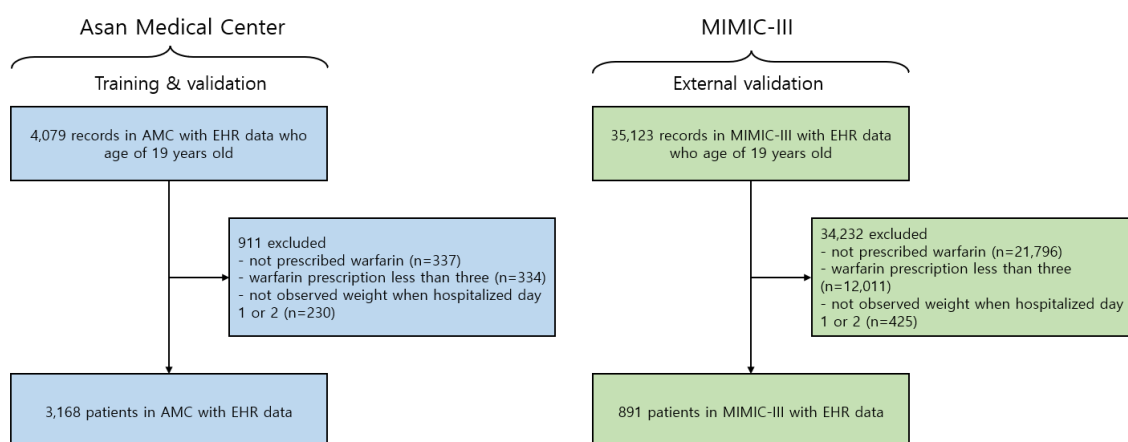 Asan Medical Center
Training & validation
4,079 records in AMC with EHR data who
age of 19 years old
911 excluded
- not prescribed warfarin (n=337)
- warfarin prescription less than three (n=334)
- not observed weight when hospitalized day
1 or 2 (n=230)
3,168 patients in AMC with EHR data
MIMIC-III
External validation
35,123 records in MIMIC-III with EHR data
who age of 19 years old
34,232 excluded
- not prescribed warfarin (n=21,796)
- warfarin prescription less than three
(n=12,011)
- not observed weight when hospitalized day
1 or 2 (n=425)
891 patients in MIMIC-III with EHR data